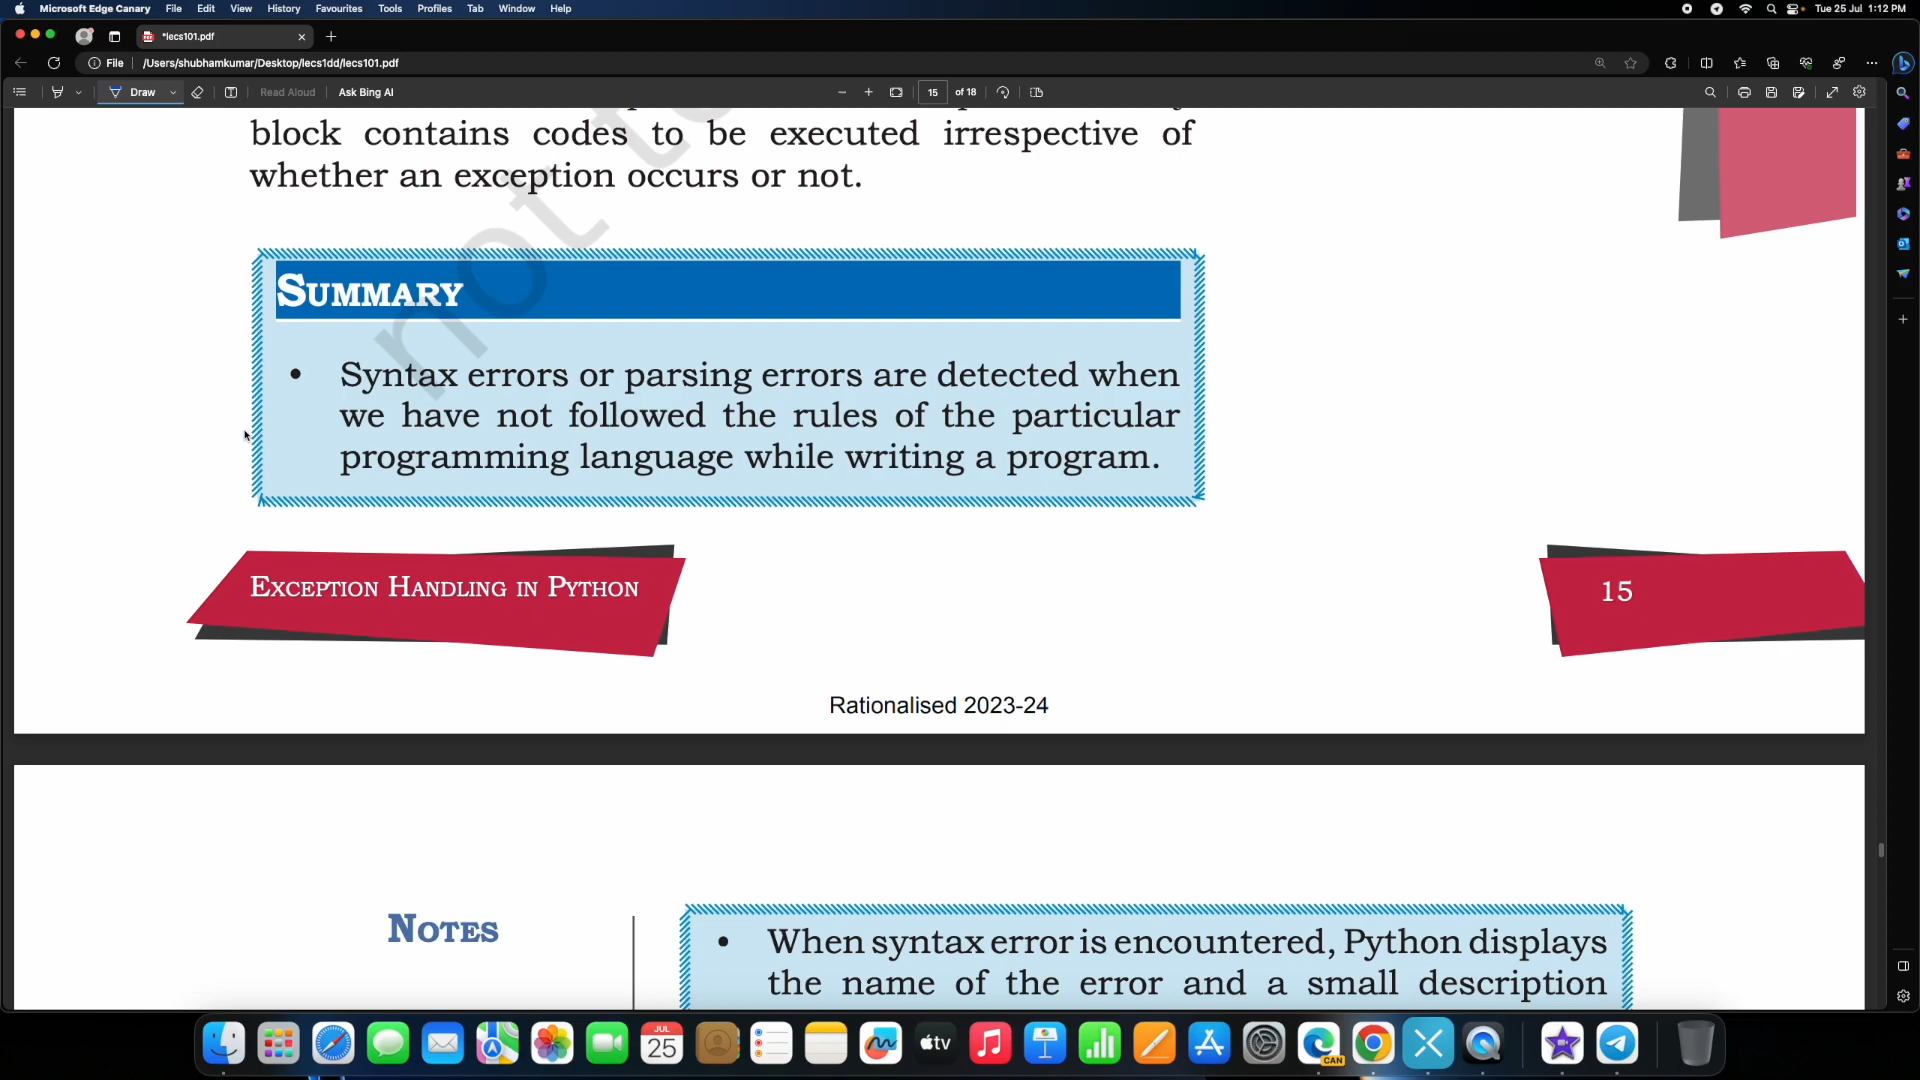 Microsoft Edge Canary File Edit View History Favourites Tools Profiles Tab Window Help Tue 25 Jul 1:12 PM
*lecs101.pdf
File /Users/shubhamkumar/Desktop/lecs1dd/lecs101.pdf
Draw Read Aloud Ask Bing AI 15 of 18
block contains codes to be executed irrespective of
whether an exception occurs or not.
not t
SUMMARY
• Syntax errors or parsing errors are detected when
we have not followed the rules of the particular
programming language while writing a program.
EXCEPTION HANDLING IN PYTHON
15
Rationalised 2023-24
NOTES
• When syntax error is encountered, Python displays
the name of the error and a small description
JUL
25
tv
CAN